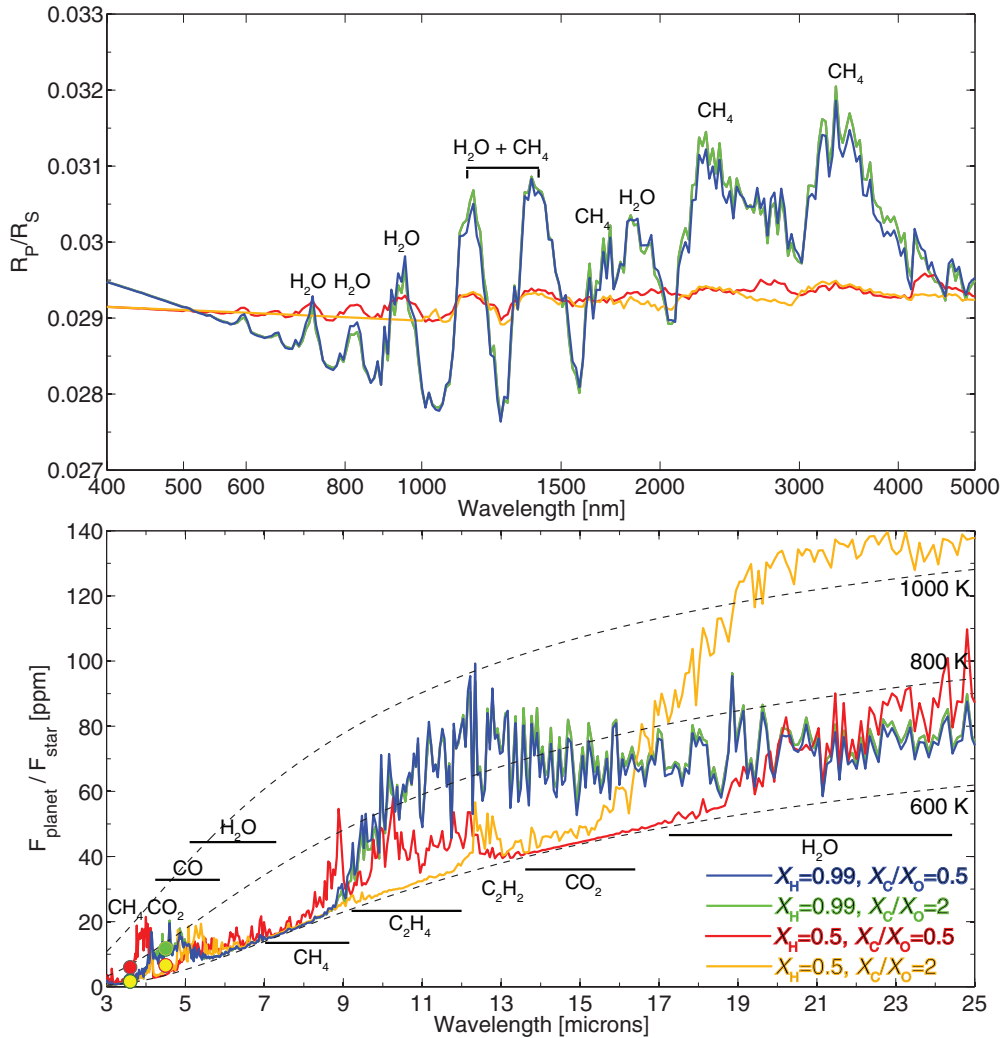 0.033
0.032
0.031
0.03
0.029
0.028
0.027
R_P/R_S
CH₄
CH₄
H₂O + CH₄
CH₄
H₂O
H₂O
H₂O H₂O
400 500 600 800 1000 1500 2000 3000 4000 5000
Wavelength [nm]
140
120
100
80
60
40
20
0
F_planet / F_star [ppm]
1000 K
800 K
600 K
H₂O
CO
CH₄ CO₂
CH₄
C₂H₄
C₂H₂
CO₂
H₂O
X_H=0.99, X_C/X_O=0.5
X_H=0.99, X_C/X_O=2
X_H=0.5, X_C/X_O=0.5
X_H=0.5, X_C/X_O=2
3 5 7 9 11 13 15 17 19 21 23 25
Wavelength [microns]